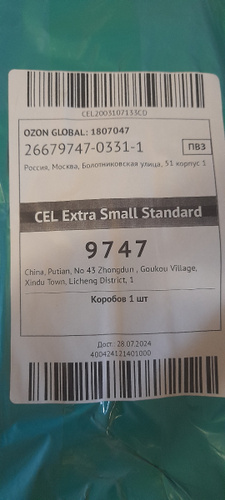 CEL2003107133CD
OZON GLOBAL: 1807047
26679747-0331-1
ПВЗ
Россия, Москва, Болотниковская улица, 51 корпус 1
CEL Extra Small Standard
9747
China, Putian, No 43 Zhongdun , Goukou Village,
Xindu Town, Licheng District, 1
Коробов 1 шт
Дост: 28.07.2024
400424121401000